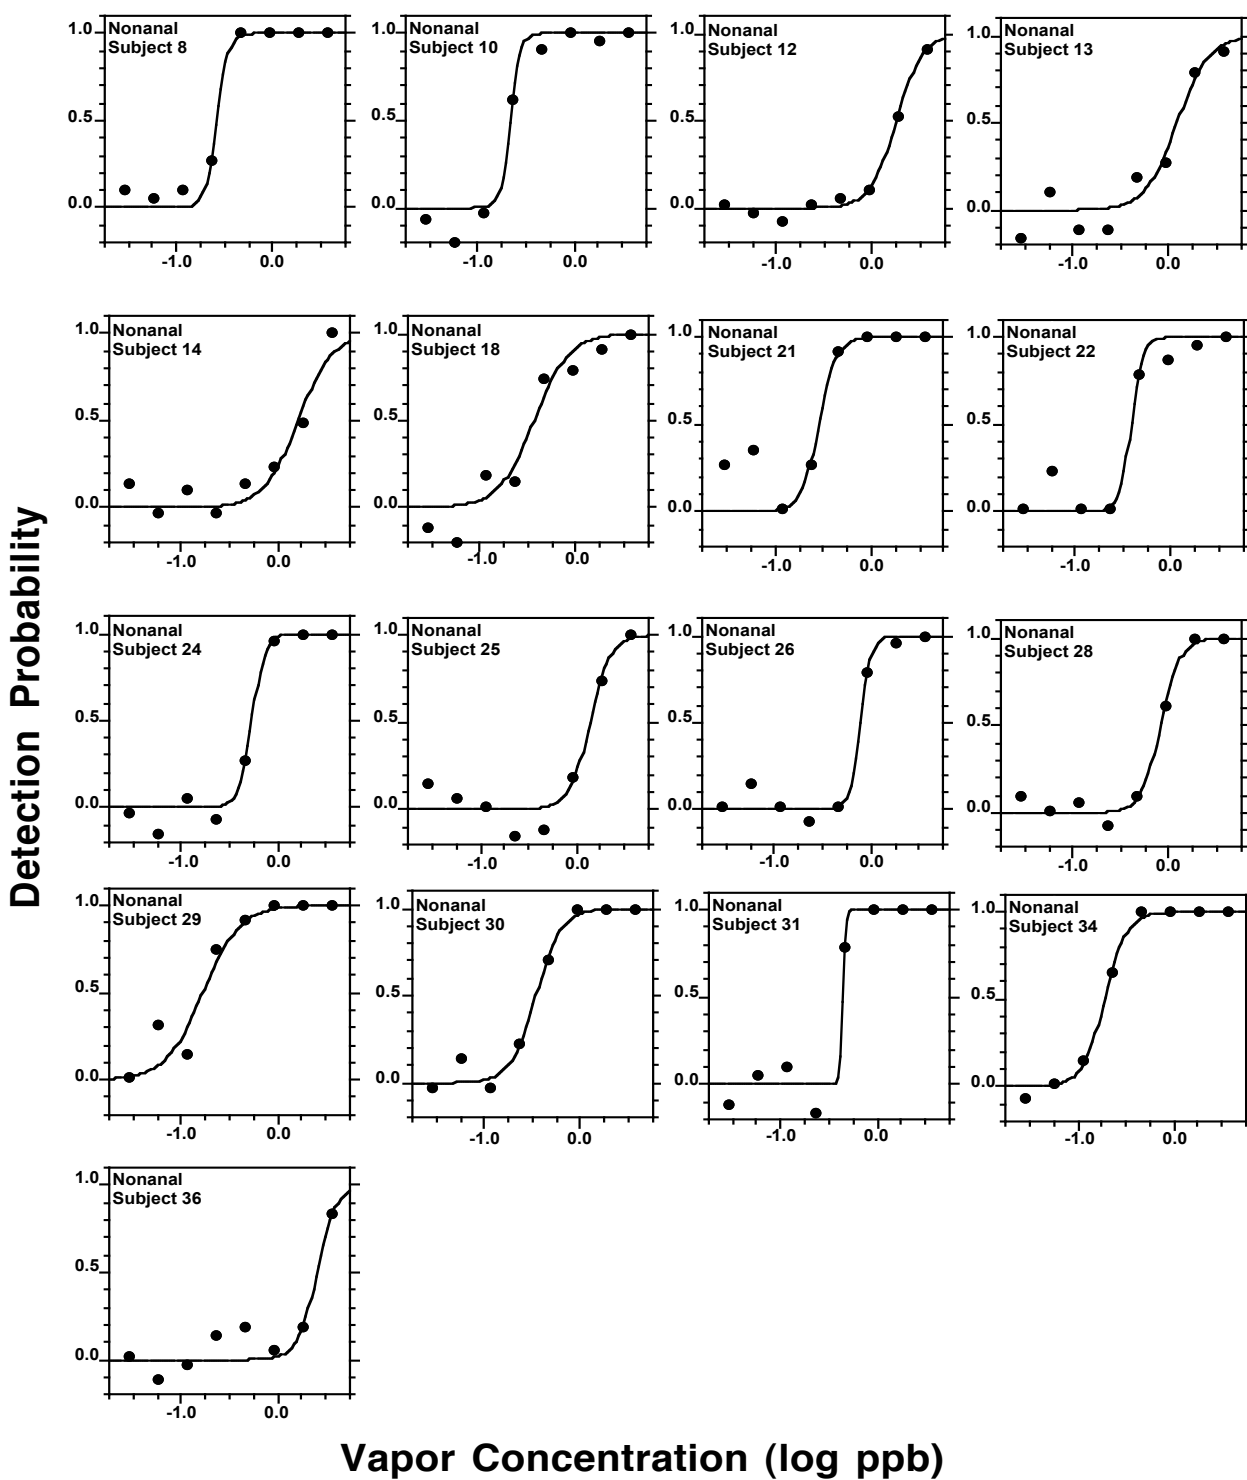 Detection Probability
Nonanal
Subject 8
1.0
0.5
0.0
-1.0 0.0
Nonanal
Subject 10
1.0
0.5
0.0
-1.0 0.0
Nonanal
Subject 12
1.0
0.5
0.0
-1.0 0.0
Nonanal
Subject 13
1.0
0.5
0.0
-1.0 0.0
Nonanal
Subject 14
1.0
0.5
0.0
-1.0 0.0
Nonanal
Subject 18
1.0
0.5
0.0
-1.0 0.0
Nonanal
Subject 21
1.0
0.5
0.0
-1.0 0.0
Nonanal
Subject 22
1.0
0.5
0.0
-1.0 0.0
Nonanal
Subject 24
1.0
0.5
0.0
-1.0 0.0
Nonanal
Subject 25
1.0
0.5
0.0
-1.0 0.0
Nonanal
Subject 26
1.0
0.5
0.0
-1.0 0.0
Nonanal
Subject 28
1.0
0.5
0.0
-1.0 0.0
Nonanal
Subject 29
1.0
0.5
0.0
-1.0 0.0
Nonanal
Subject 30
1.0
0.5
0.0
-1.0 0.0
Nonanal
Subject 31
1.0
0.5
0.0
-1.0 0.0
Nonanal
Subject 34
1.0
0.5
0.0
-1.0 0.0
Nonanal
Subject 36
1.0
0.5
0.0
-1.0 0.0
Vapor Concentration (log ppb)